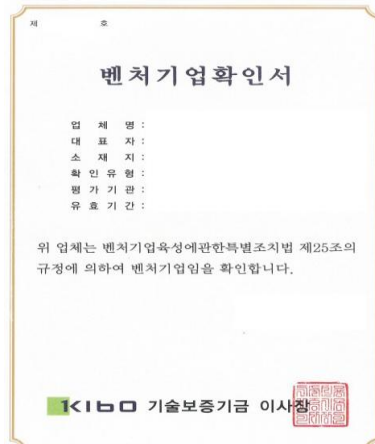 제 호
벤처기업확인서
업 체 명 :
대 표 자 :
소 재 지 :
확 인 유 형 :
평 가 기 관 :
유 효 기 간 :
위 업체는 벤처기업육성에관한특별조치법 제25조의
규정에 의하여 벤처기업임을 확인합니다.
KIBO 기술보증기금 이사장